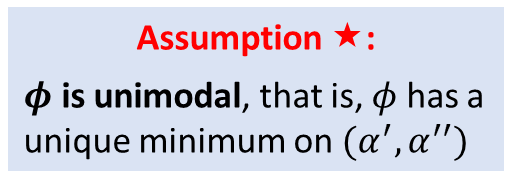 Assumption ★:
ϕ is unimodal, that is, ϕ has a
unique minimum on (α′, α″)